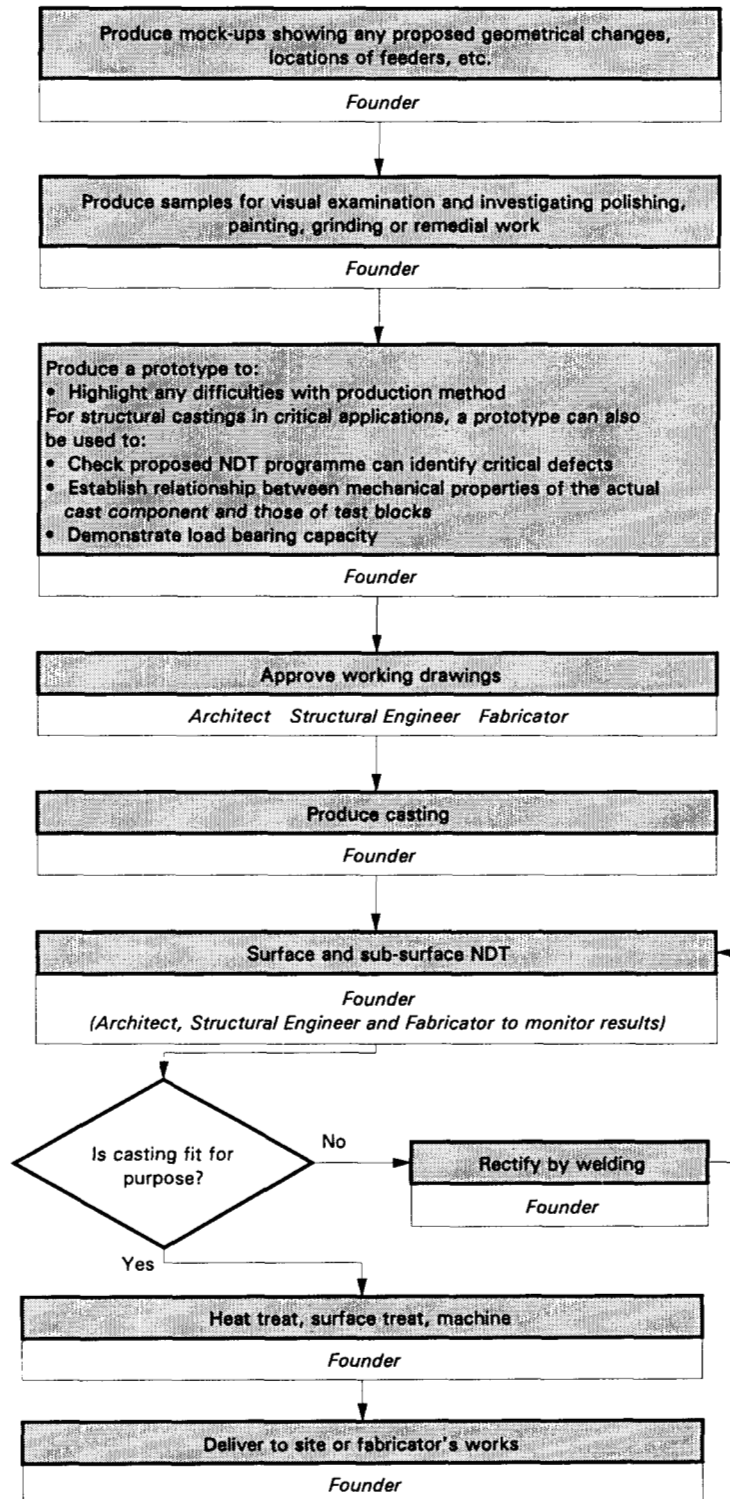 Produce mock-ups showing any proposed geometrical changes,
locations of feeders, etc.
Founder
Produce samples for visual examination and investigating polishing,
painting, grinding or remedial work
Founder
Produce a prototype to:
• Highlight any difficulties with production method
For structural castings in critical applications, a prototype can also
be used to:
• Check proposed NDT programme can identify critical defects
• Establish relationship between mechanical properties of the actual
cast component and those of test blocks
• Demonstrate load bearing capacity
Founder
Approve working drawings
Architect Structural Engineer Fabricator
Produce casting
Founder
Surface and sub-surface NDT
Founder
(Architect, Structural Engineer and Fabricator to monitor results)
Is casting fit for
purpose?
No
Rectify by welding
Founder
Yes
Heat treat, surface treat, machine
Founder
Deliver to site or fabricator's works
Founder